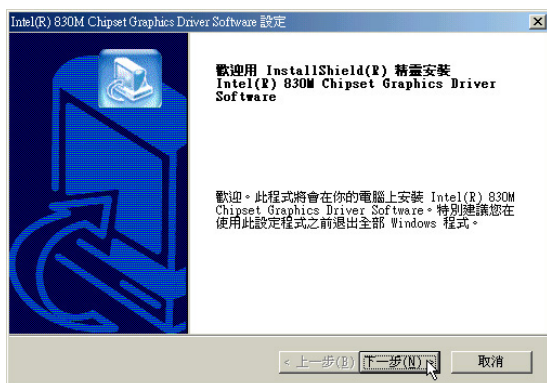 Intel(R) 830M Chipset Graphics Driver Software 設定
歡迎用 InstallShield(R) 精靈安裝
Intel(R) 830M Chipset Graphics Driver
Software
歡迎。此程式將會在你的電腦上安裝 Intel(R) 830M
Chipset Graphics Driver Software。特別建議您在
使用此設定程式之前退出全部 Windows 程式。
< 上一步(B) 下一步(N) > 取消